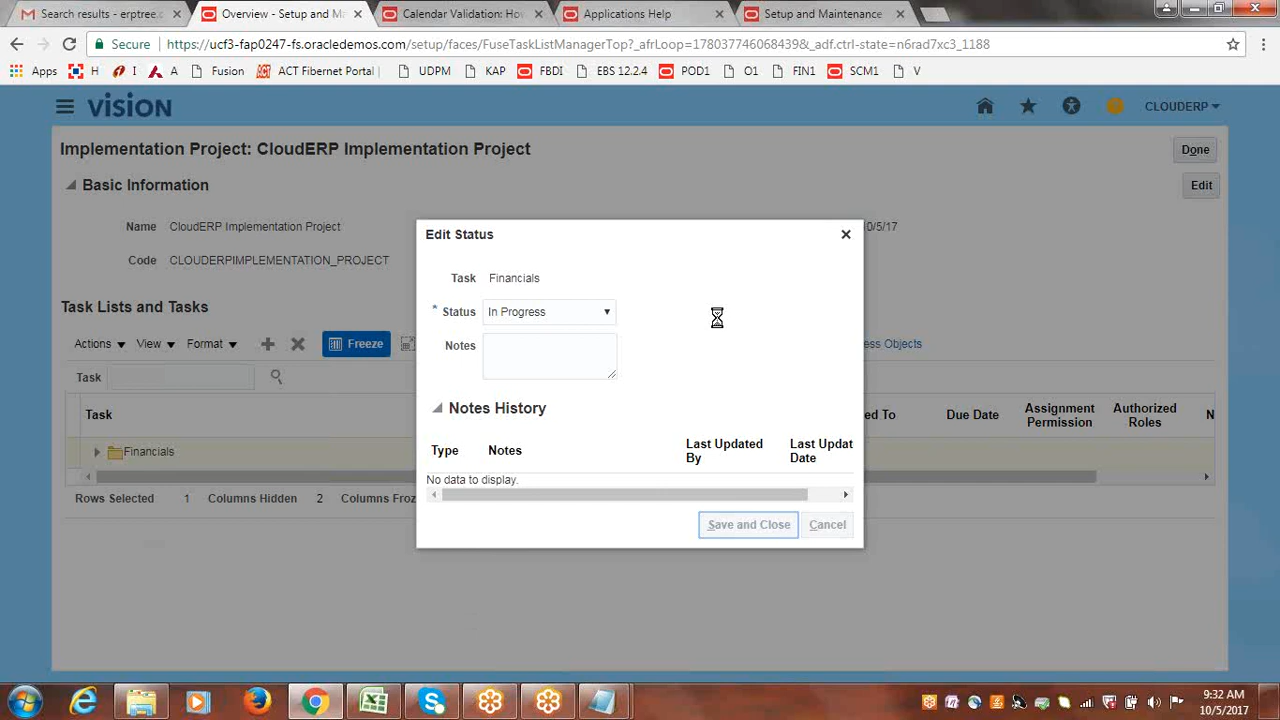 Search results - erptree.c
Overview - Setup and Ma
Calendar Validation: Ho
Applications Help
Setup and Maintenance
Secure
https://ucf3-fap0247-fs.oracledemos.com/setup/faces/FuseTaskListManagerTop?_afrLoop=1780377460684396_adf.ctrl-state=n6rad7xc3_1188
Apps
H
I
A
Fusion
ACT Fibernet Portal |
UDPM
KAP
FBDI
EBS 12.2.4
POD1
O1
FIN1
SCM1
V
VISION
CLOUDERP
Implementation Project: CloudERP Implementation Project
Done
Basic Information
Edit
Name CloudERP Implementation Project
0/5/17
Code CLOUDERPIMPLEMENTATION_PROJECT
Task Lists and Tasks
Actions View Format Freeze
ess Objects
Task
Task
ed To
Due Date
Assignment
Permission
Authorized
Roles
N
Financials
Rows Selected 1 Columns Hidden 2 Columns Froz
Edit Status
Task Financials
* Status In Progress
Notes
Notes History
Type
Notes
Last Updated
By
Last Updat
Date
No data to display.
Save and Close
Cancel
9:32 AM
10/5/2017